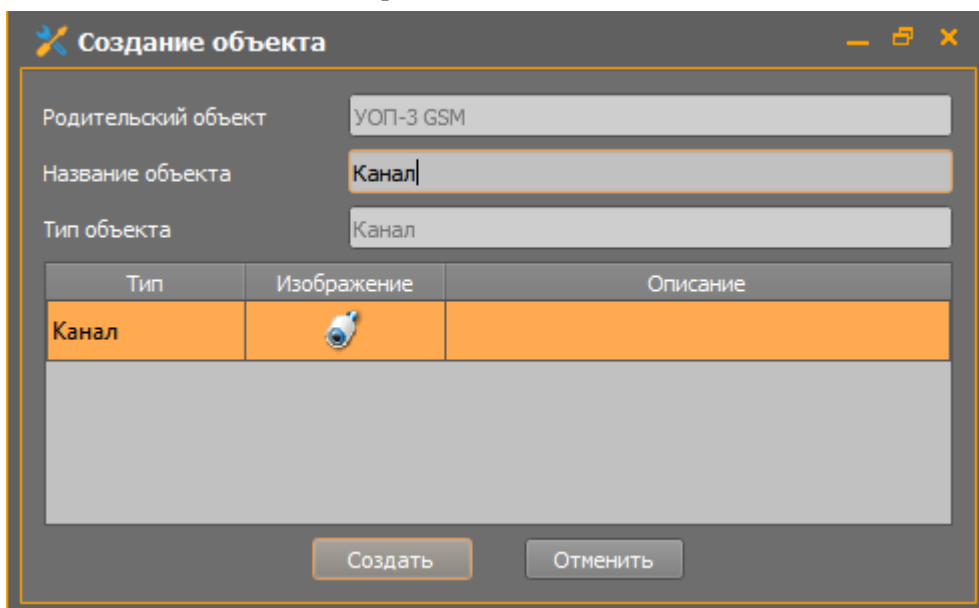 Создание объекта
Родительский объект УОП-3 GSM
Название объекта Канал
Тип объекта Канал
Тип Изображение Описание
Канал
Создать Отменить